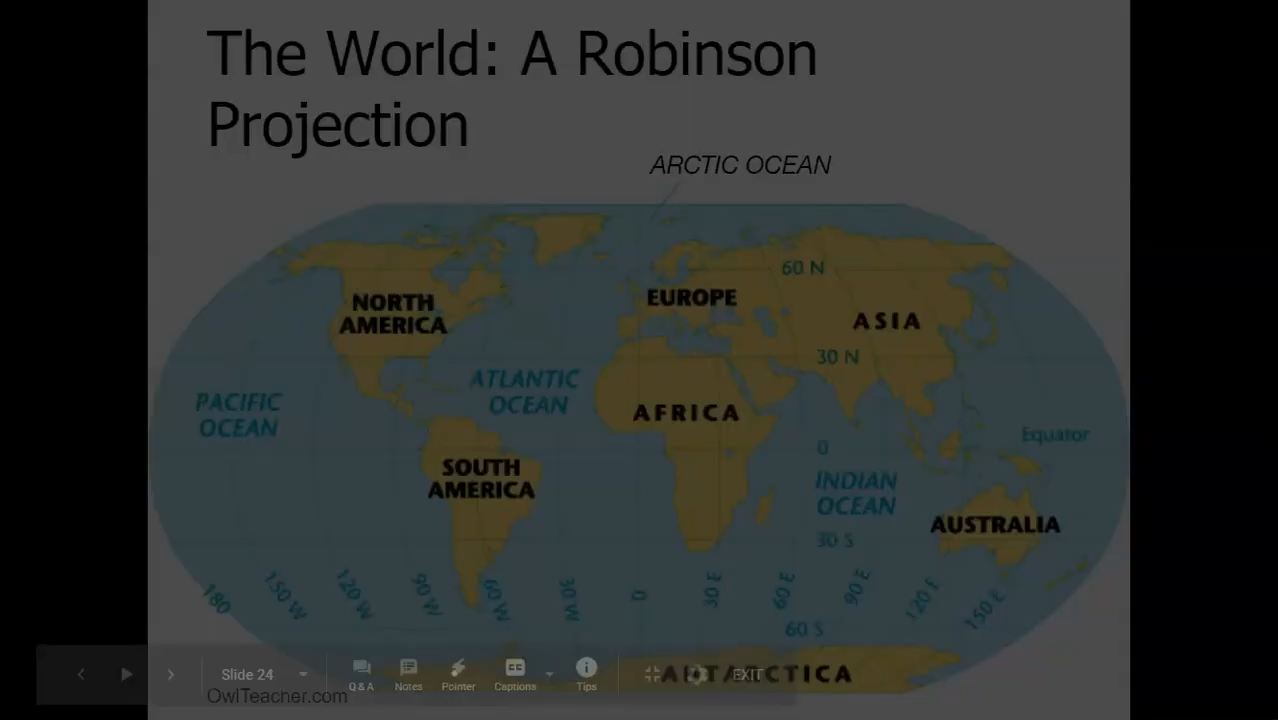 The World: A Robinson
Projection
ARCTIC OCEAN
60 N
NORTH
AMERICA
EUROPE
ASIA
30 N
ATLANTIC
OCEAN
PACIFIC
OCEAN
AFRICA
Equator
0
SOUTH
AMERICA
INDIAN
OCEAN
AUSTRALIA
30 S
180
150 W
120 W
90 W
60 W
30 W
0
30 E
60 E
90 E
120 E
150 E
60 S
ANTARCTICA
Slide 24
Q&A
Notes
Pointer
CC
Captions
Tips
EXIT
OwlTeacher.com